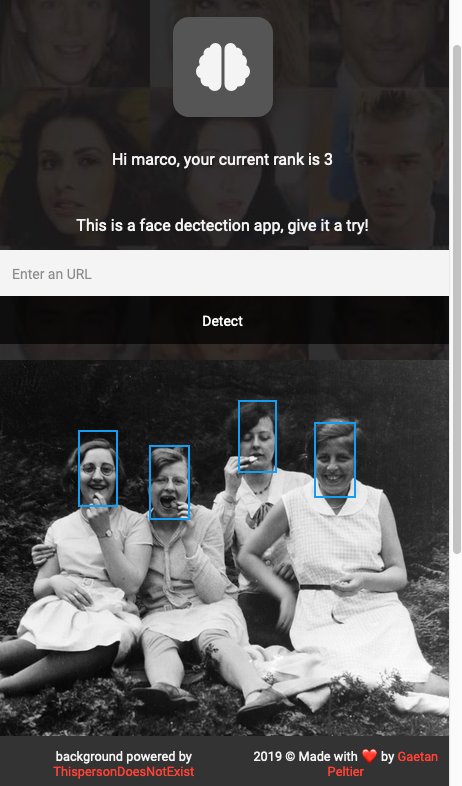 Hi marco, your current rank is 3
This is a face dectection app, give it a try!
Enter an URL
Detect
background powered by
ThispersonDoesNotExist
2019 © Made with ❤️ by Gaetan
Peltier